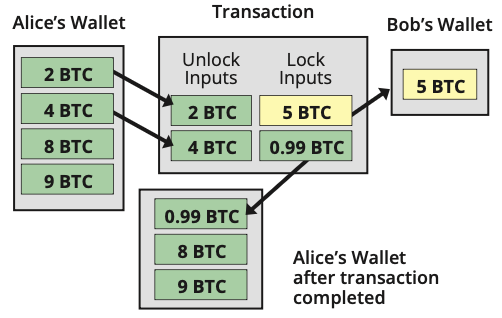 Alice's Wallet
2 BTC
4 BTC
8 BTC
9 BTC
Transaction
Unlock Lock
Inputs Inputs
2 BTC 5 BTC
4 BTC 0.99 BTC
Bob's Wallet
5 BTC
0.99 BTC
8 BTC
9 BTC
Alice's Wallet
after transaction
completed